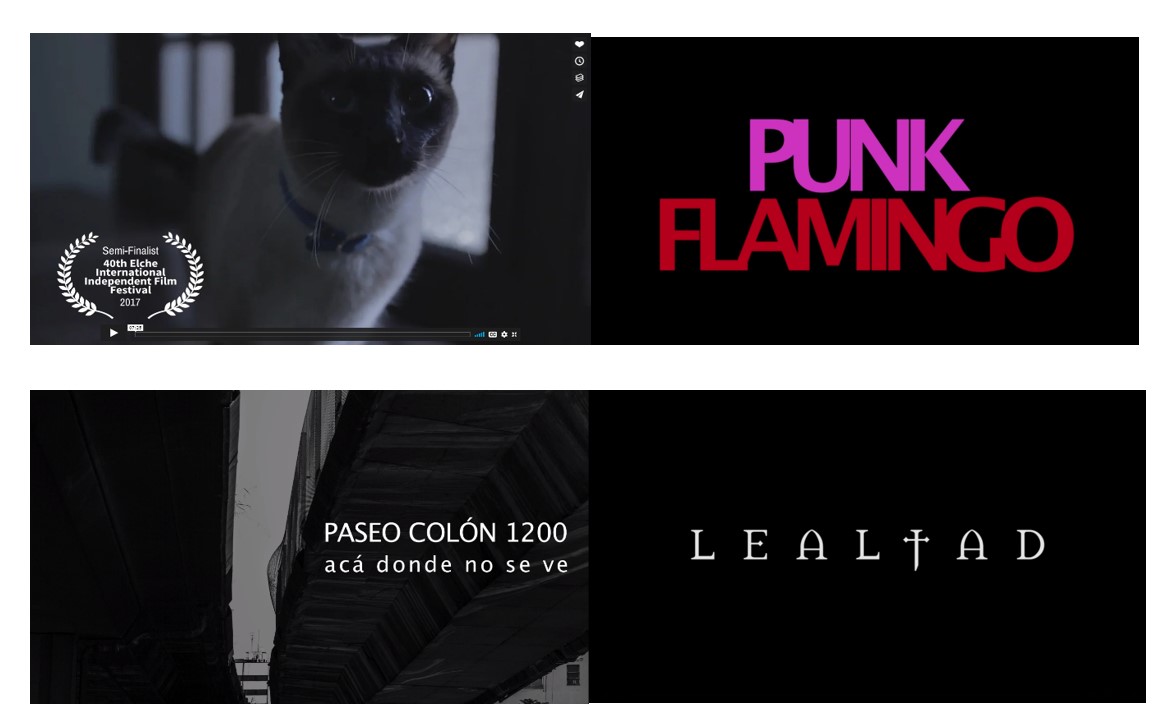 Semi-Finalist
40th Elche
International
Independent Film
Festival
2017
CC
PUNK
FLAMINGO
PASEO COLÓN 1200
acá donde no se ve
LEALTAD